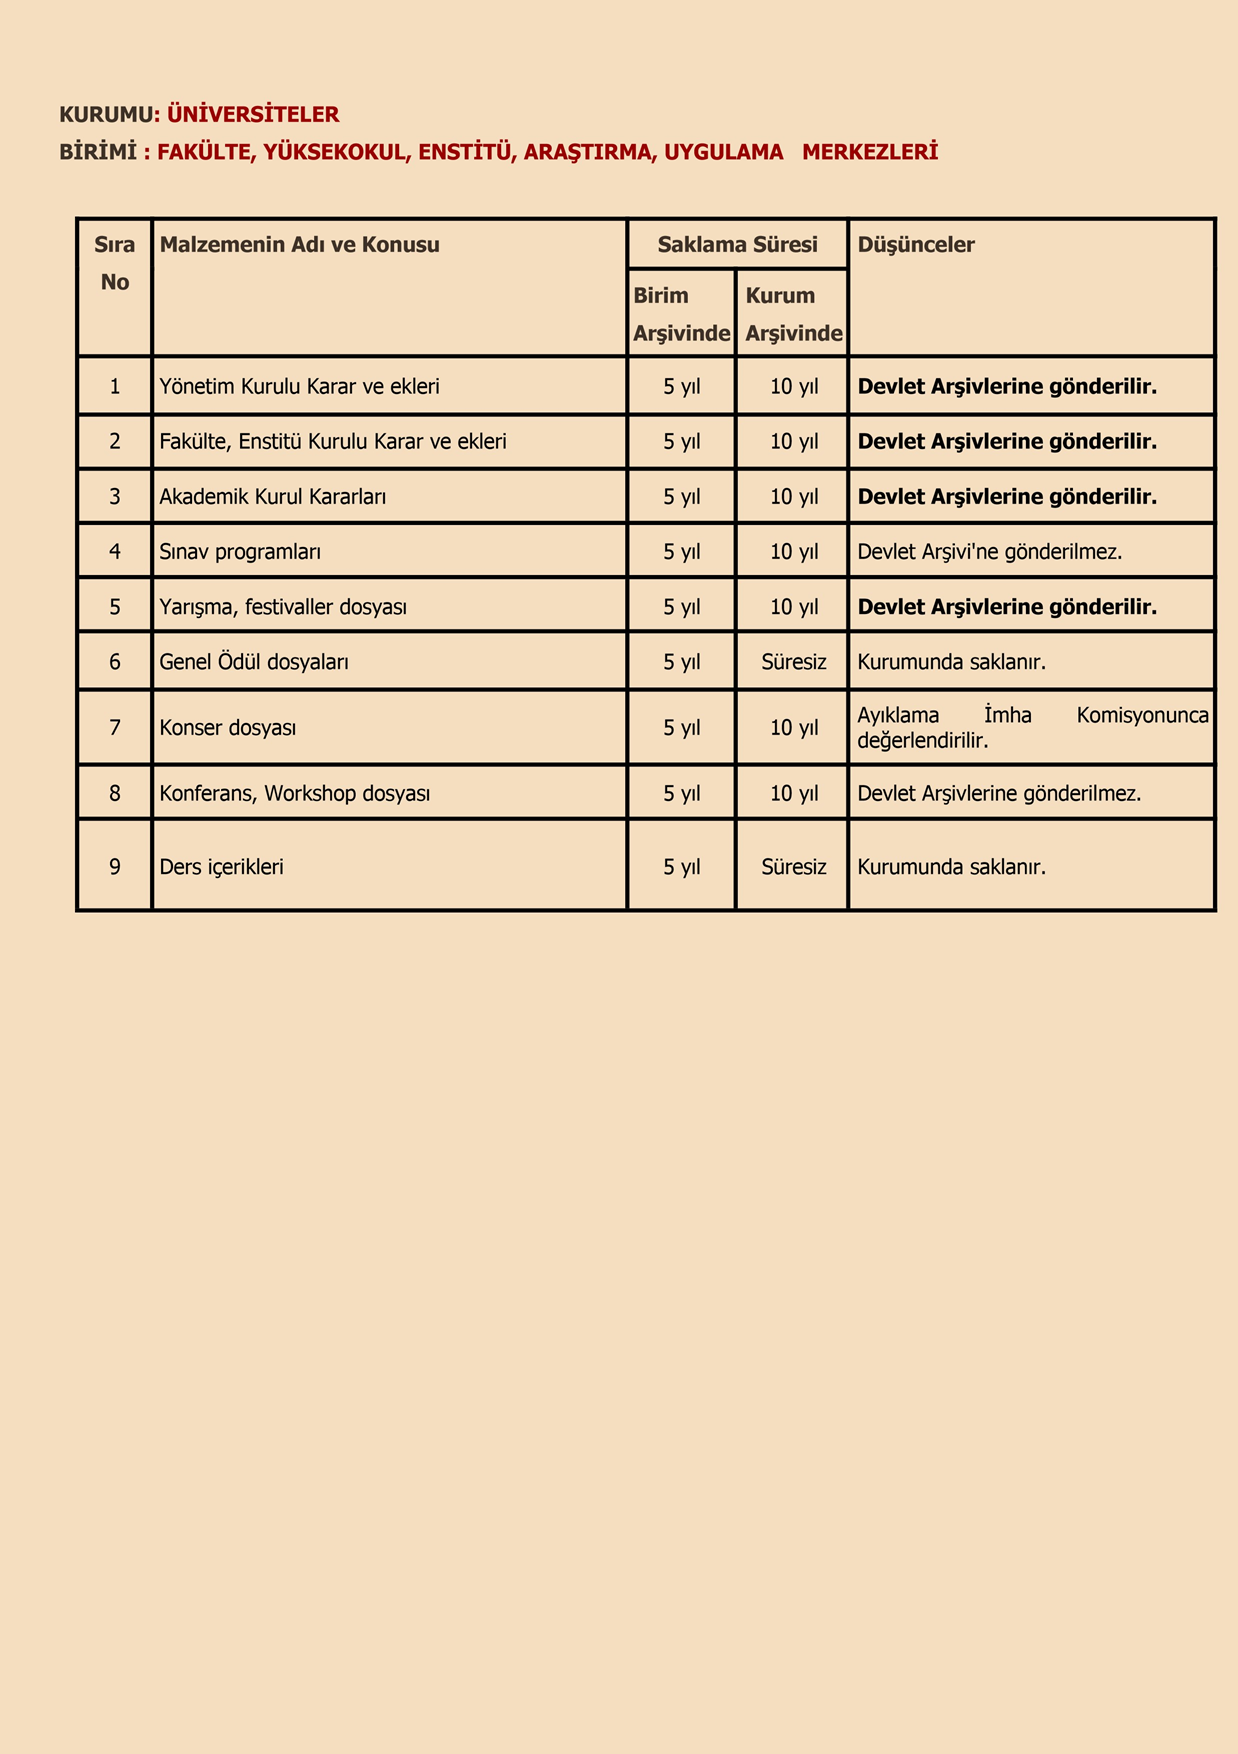 KURUMU: ÜNİVERSİTELER
BİRİMİ : FAKÜLTE, YÜKSEKOKUL, ENSTİTÜ, ARAŞTIRMA, UYGULAMA MERKEZLERİ
Sıra No Malzemenin Adı ve Konusu Saklama Süresi Düşünceler
Birim Arşivinde Kurum Arşivinde
1 Yönetim Kurulu Karar ve ekleri 5 yıl 10 yıl Devlet Arşivlerine gönderilir.
2 Fakülte, Enstitü Kurulu Karar ve ekleri 5 yıl 10 yıl Devlet Arşivlerine gönderilir.
3 Akademik Kurul Kararları 5 yıl 10 yıl Devlet Arşivlerine gönderilir.
4 Sınav programları 5 yıl 10 yıl Devlet Arşivi'ne gönderilmez.
5 Yarışma, festivaller dosyası 5 yıl 10 yıl Devlet Arşivlerine gönderilir.
6 Genel Ödül dosyaları 5 yıl Süresiz Kurumunda saklanır.
7 Konser dosyası 5 yıl 10 yıl Ayıklama İmha Komisyonunca
değerlendirilir.
8 Konferans, Workshop dosyası 5 yıl 10 yıl Devlet Arşivlerine gönderilmez.
9 Ders içerikleri 5 yıl Süresiz Kurumunda saklanır.